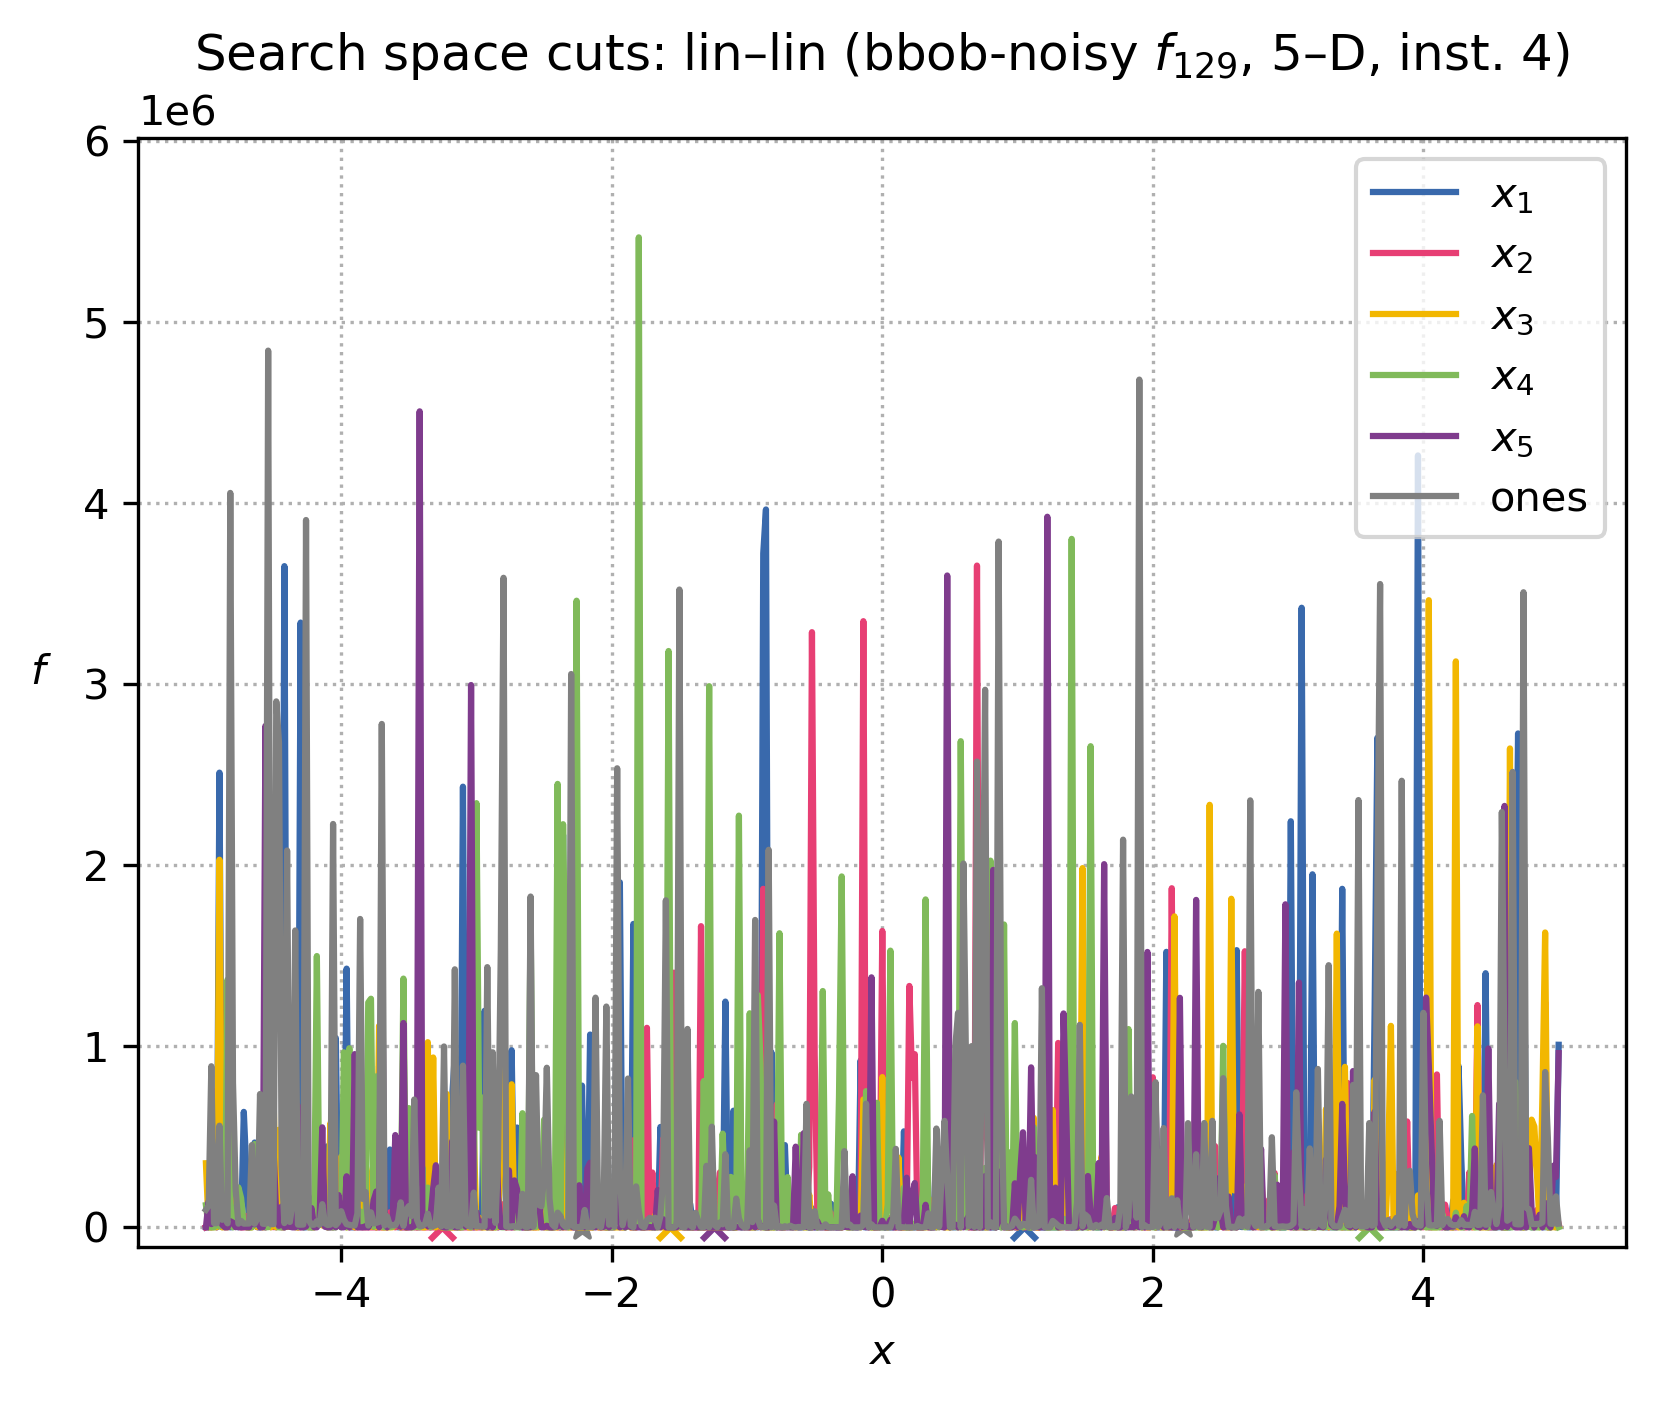 Search space cuts: lin–lin (bbob-noisy f₁₂₉, 5–D, inst. 4)
1e6
6
5
4
3
2
1
0
f
x₁
x₂
x₃
x₄
x₅
ones
−4
−2
0
2
4
x